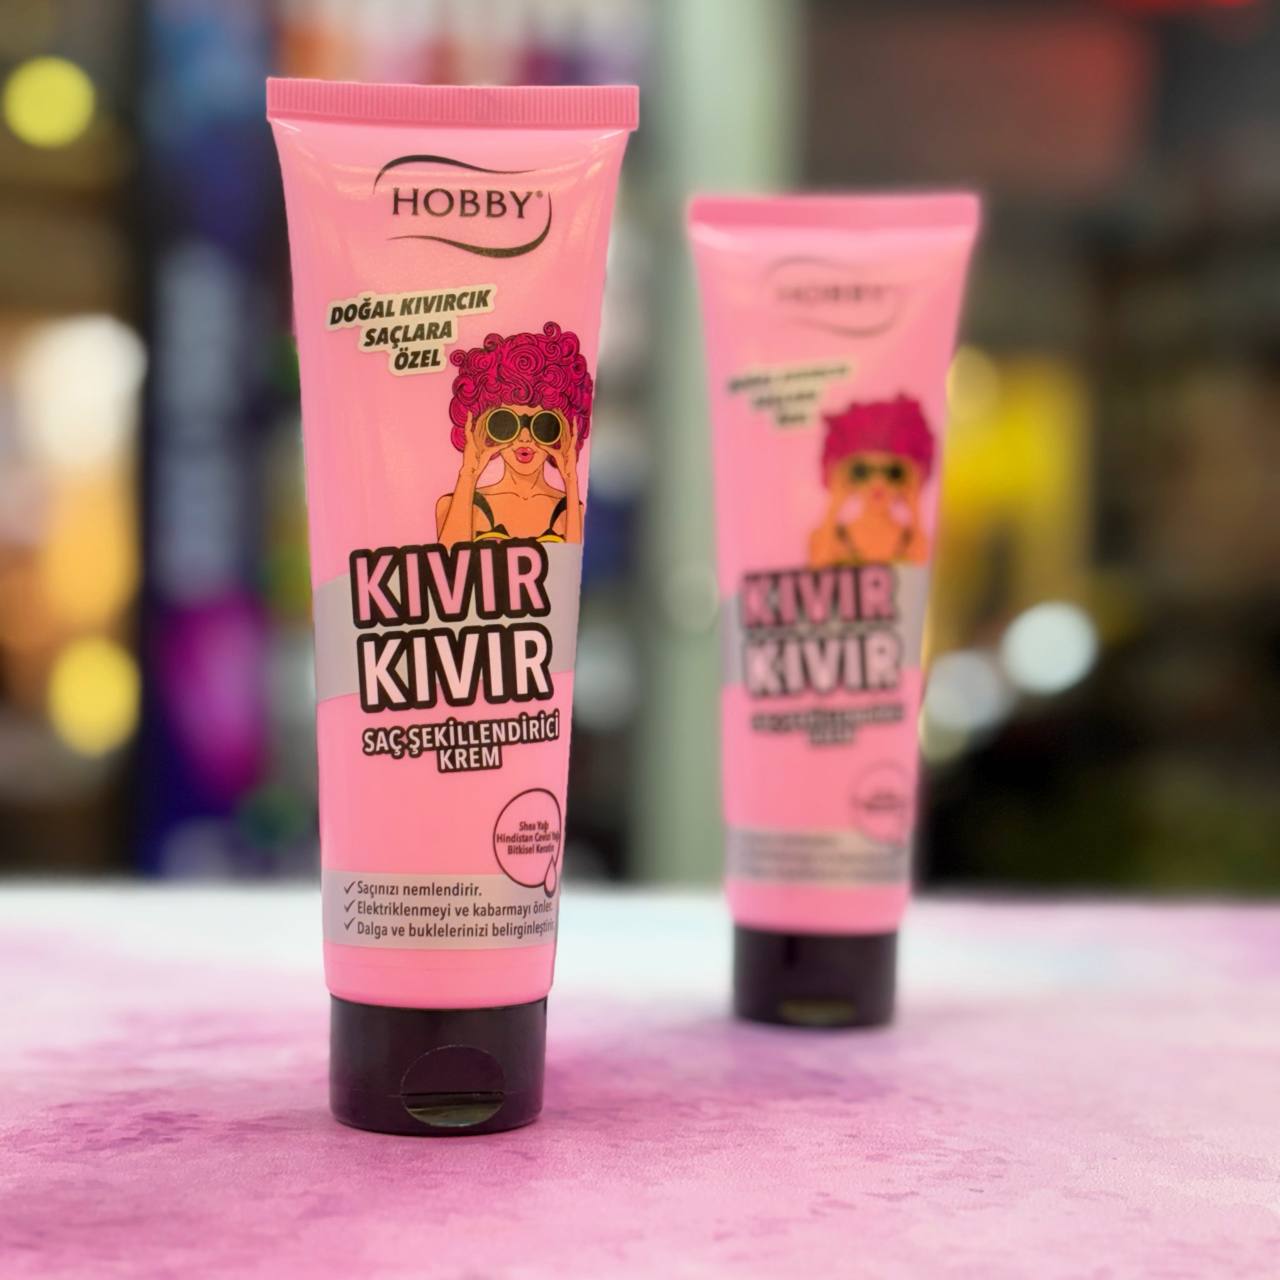 HOBBY®
DOĞAL KIVIRCIK
SAÇLARA
ÖZEL
KIVIR
KIVIR
SAÇ ŞEKİLLENDİRİCİ
KREM
Shea Yağı
Hindistan Cevizi Yağı
Bitkisel Keratin
✓ Saçınızı nemlendirir.
✓ Elektriklenmeyi ve kabarmayı önler.
✓ Dalga ve buklelerinizi belirginleştirir.
HOBBY
KIVIR
KIVIR